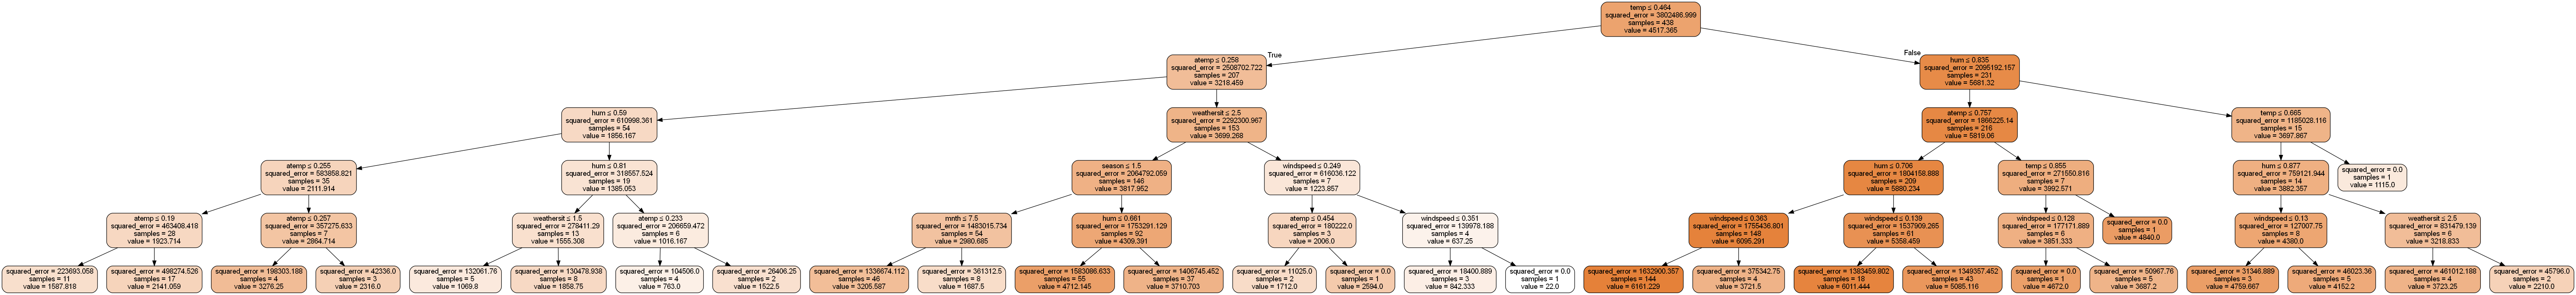 temp ≤ 0.464
squared_error = 3802486.999
samples = 438
value = 4517.365
True
False
atemp ≤ 0.258
squared_error = 2508702.722
samples = 207
value = 3218.459
hum ≤ 0.835
squared_error = 2095192.157
samples = 231
value = 5681.32
hum ≤ 0.59
squared_error = 610998.361
samples = 54
value = 1856.167
weathersit ≤ 2.5
squared_error = 2292300.967
samples = 153
value = 3699.268
atemp ≤ 0.757
squared_error = 1866225.14
samples = 216
value = 5819.06
temp ≤ 0.665
squared_error = 1185028.116
samples = 15
value = 3697.867
atemp ≤ 0.255
squared_error = 583858.821
samples = 35
value = 2111.914
hum ≤ 0.81
squared_error = 318557.524
samples = 19
value = 1385.053
season ≤ 1.5
squared_error = 2064792.059
samples = 146
value = 3817.952
windspeed ≤ 0.249
squared_error = 616036.122
samples = 7
value = 1223.857
hum ≤ 0.706
squared_error = 1804158.888
samples = 209
value = 5880.234
temp ≤ 0.855
squared_error = 271550.816
samples = 7
value = 3992.571
hum ≤ 0.877
squared_error = 759121.944
samples = 14
value = 3882.357
squared_error = 0.0
samples = 1
value = 1115.0
atemp ≤ 0.19
squared_error = 463408.418
samples = 28
value = 1923.714
atemp ≤ 0.257
squared_error = 357275.633
samples = 7
value = 2864.714
weathersit ≤ 1.5
squared_error = 278411.29
samples = 13
value = 1555.308
atemp ≤ 0.233
squared_error = 206659.472
samples = 6
value = 1016.167
mnth ≤ 7.5
squared_error = 1483015.734
samples = 54
value = 2980.685
hum ≤ 0.661
squared_error = 1753291.129
samples = 92
value = 4309.391
atemp ≤ 0.454
squared_error = 180222.0
samples = 3
value = 2006.0
windspeed ≤ 0.351
squared_error = 139978.188
samples = 4
value = 637.25
windspeed ≤ 0.363
squared_error = 1755436.801
samples = 148
value = 6095.291
windspeed ≤ 0.139
squared_error = 1537909.265
samples = 61
value = 5358.459
windspeed ≤ 0.128
squared_error = 177171.889
samples = 6
value = 3851.333
squared_error = 0.0
samples = 1
value = 4840.0
windspeed ≤ 0.13
squared_error = 127007.75
samples = 8
value = 4380.0
weathersit ≤ 2.5
squared_error = 831479.139
samples = 6
value = 3218.833
squared_error = 223693.058
samples = 11
value = 1587.818
squared_error = 498274.526
samples = 17
value = 2141.059
squared_error = 198303.188
samples = 4
value = 3276.25
squared_error = 42336.0
samples = 3
value = 2316.0
squared_error = 132061.76
samples = 5
value = 1069.8
squared_error = 130478.938
samples = 8
value = 1858.75
squared_error = 104506.0
samples = 4
value = 763.0
squared_error = 26406.25
samples = 2
value = 1522.5
squared_error = 1336674.112
samples = 46
value = 3205.587
squared_error = 361312.5
samples = 8
value = 1687.5
squared_error = 1583086.633
samples = 55
value = 4712.145
squared_error = 1406745.452
samples = 37
value = 3710.703
squared_error = 11025.0
samples = 2
value = 1712.0
squared_error = 0.0
samples = 1
value = 2594.0
squared_error = 18400.889
samples = 3
value = 842.333
squared_error = 0.0
samples = 1
value = 22.0
squared_error = 1632900.357
samples = 144
value = 6161.229
squared_error = 375342.75
samples = 4
value = 3721.5
squared_error = 1383459.802
samples = 18
value = 6011.444
squared_error = 1349357.452
samples = 43
value = 5085.116
squared_error = 0.0
samples = 1
value = 4672.0
squared_error = 50967.76
samples = 5
value = 3687.2
squared_error = 31346.889
samples = 3
value = 4759.667
squared_error = 46023.36
samples = 5
value = 4152.2
squared_error = 461012.188
samples = 4
value = 3723.25
squared_error = 45796.0
samples = 2
value = 2210.0